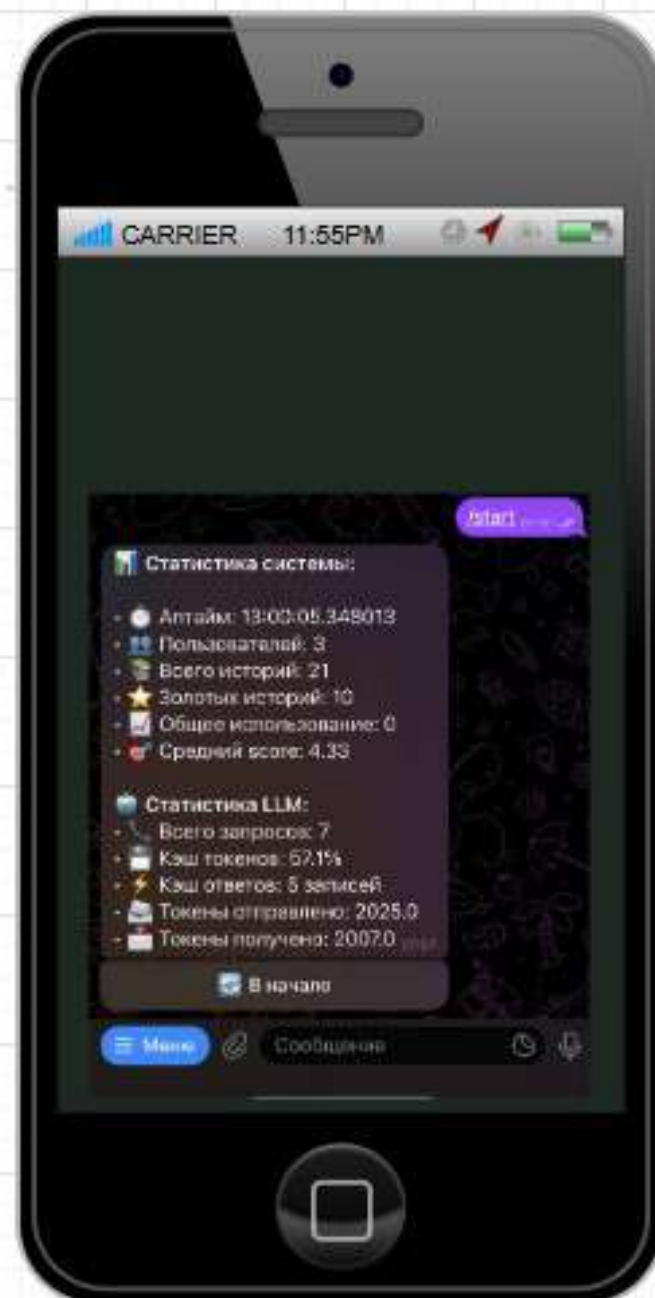 CARRIER 11:55PM
/start
Статистика системы:
- Аптайм: 13:00:05.348013
- Пользователей: 3
- Всего историй: 21
- Золотых историй: 10
- Общее использование: 0
- Средний score: 4.33
Статистика LLM:
- Всего запросов: 7
- Кэш токенов: 57.1%
- Кэш ответов: 5 записей
- Токены отправлено: 2025.0
- Токены получено: 2007.0
В начало
Меню
Сообщение